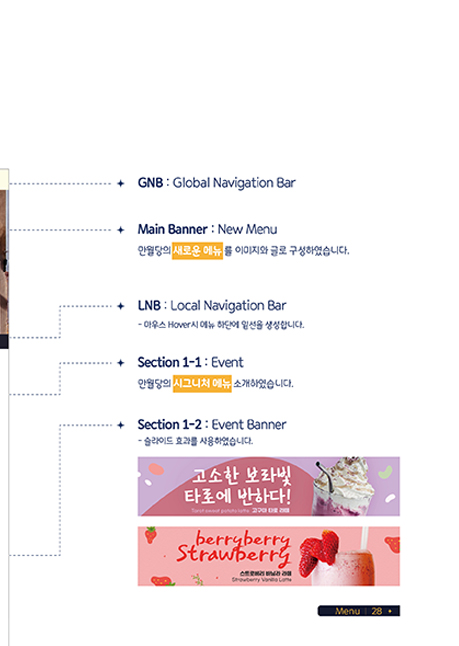 GNB : Global Navigation Bar
Main Banner : New Menu
만월당의 새로운 메뉴 를 이미지와 글로 구성하였습니다.
LNB : Local Navigation Bar
- 마우스 Hover시 메뉴 하단에 밑선을 생성합니다.
Section 1-1 : Event
만월당의 시그니처 메뉴 소개하였습니다.
Section 1-2 : Event Banner
- 슬라이드 효과를 사용하였습니다.
고소한 보라빛
타로에 반하다!
Tarot sweat potato latte 고구마 타로 라떼
berryberry
Strawberry
스트로베리 바닐라 라떼
Strawberry Vanilla Latte
Menu | 28